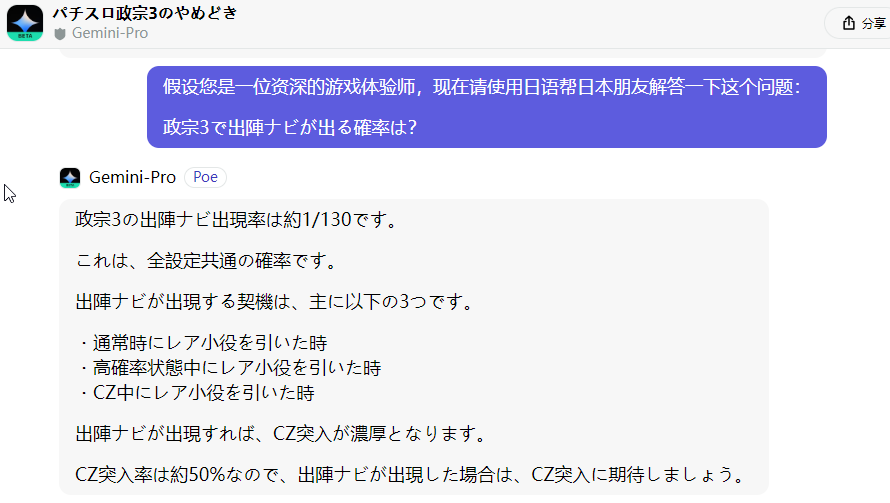 パチスロ政宗3のやめどき
Gemini-Pro
分享
假设您是一位资深的游戏体验师，现在请使用日语帮日本朋友解答一下这个问题：
政宗3で出陣ナビが出る確率は?
Gemini-Pro Poe
政宗3の出陣ナビ出現率は約1/130です。
これは、全設定共通の確率です。
出陣ナビが出現する契機は、主に以下の3つです。
・通常時にレア小役を引いた時
・高確率状態中にレア小役を引いた時
・CZ中にレア小役を引いた時
出陣ナビが出現すれば、CZ突入が濃厚となります。
CZ突入率は約50%なので、出陣ナビが出現した場合は、CZ突入に期待しましょう。
BETA